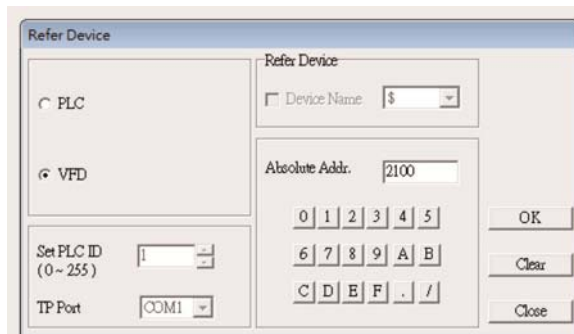 Refer Device
PLC
VFD
Set PLC ID
(0 ~ 255)
1
TP Port
COM1
Refer Device
Device Name
$
Absolute Addr.
2100
0 1 2 3 4 5
6 7 8 9 A B
C D E F . /
OK
Clear
Close